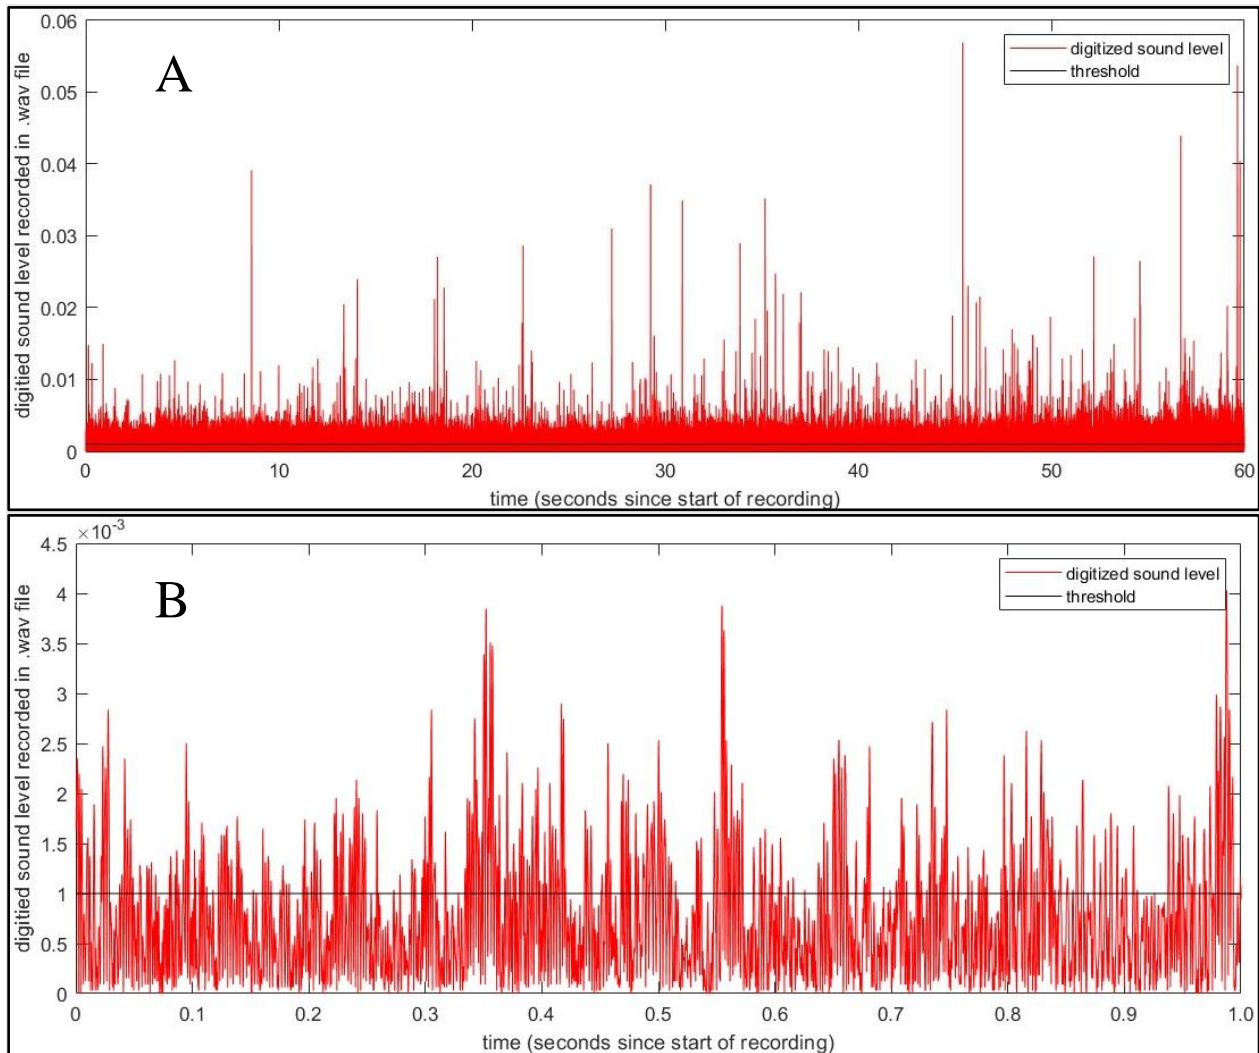 A
digitied sound level recorded in .wav file
0.06
0.05
0.04
0.03
0.02
0.01
0
digitized sound level
threshold
0 10 20 30 40 50 60
time (seconds since start of recording)
B
digitied sound level recorded in .wav file
×10⁻³
4.5
4
3.5
3
2.5
2
1.5
1
0.5
0
digitized sound level
threshold
0 0.1 0.2 0.3 0.4 0.5 0.6 0.7 0.8 0.9 1.0
time (seconds since start of recording)